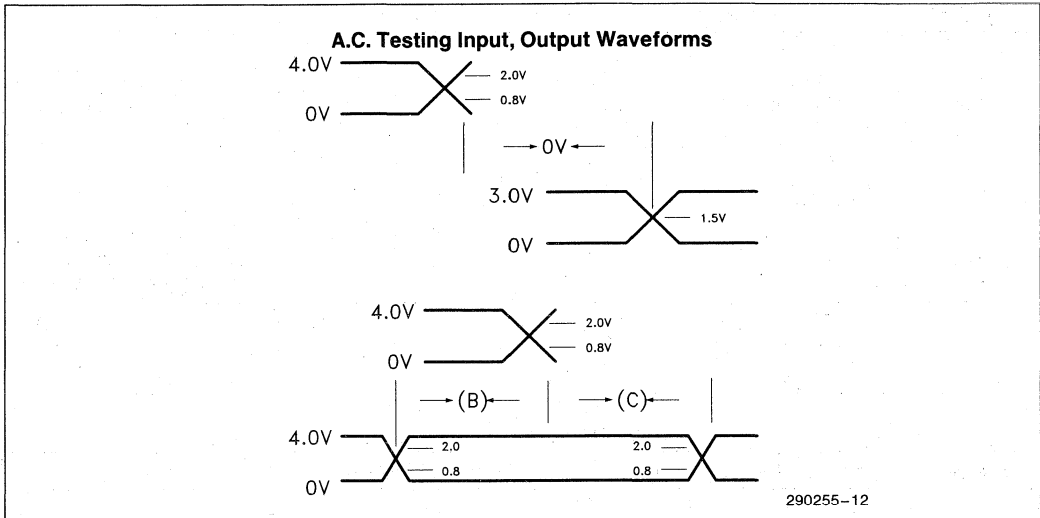 A.C. Testing Input, Output Waveforms
4.0V
2.0V
0.8V
0V
0V
3.0V
1.5V
0V
4.0V
2.0V
0.8V
0V
(B)
(C)
4.0V
2.0
2.0
0.8
0.8
0V
290255-12